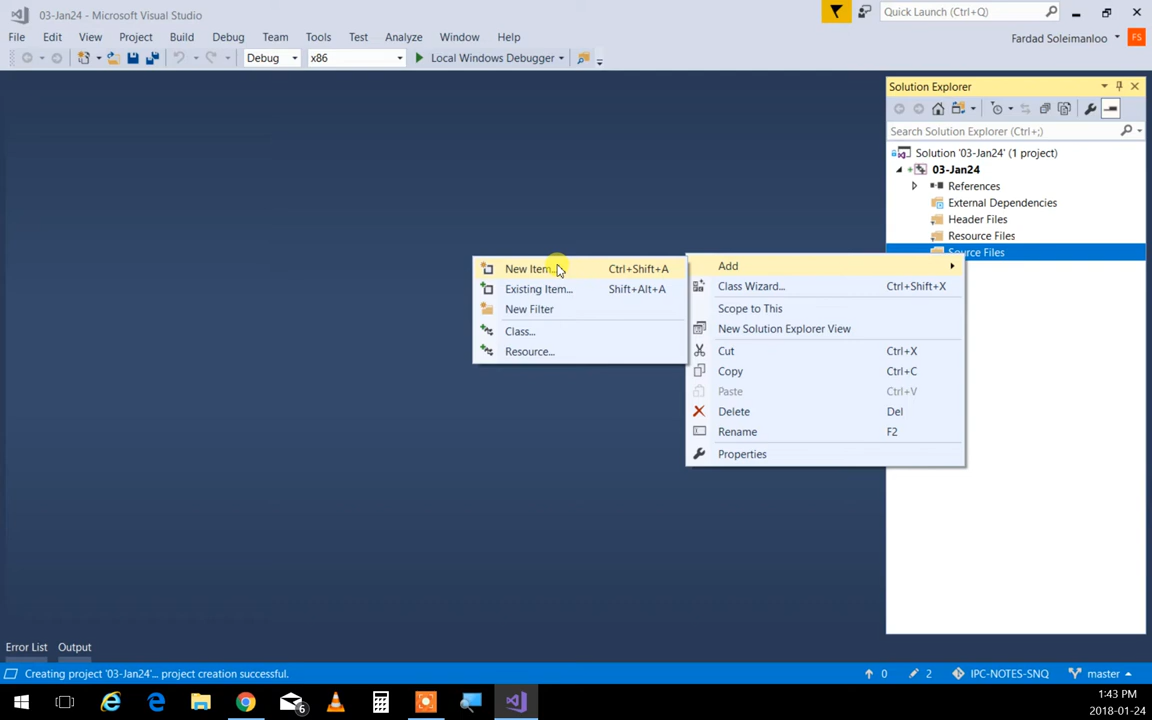 03-Jan24 - Microsoft Visual Studio
Quick Launch (Ctrl+Q)
File Edit View Project Build Debug Team Tools Test Analyze Window Help
Fardad Soleimanloo FS
Debug x86 Local Windows Debugger
Solution Explorer
Search Solution Explorer (Ctrl+;)
Solution '03-Jan24' (1 project)
03-Jan24
References
External Dependencies
Header Files
Resource Files
Source Files
New Item... Ctrl+Shift+A
Existing Item... Shift+Alt+A
New Filter
Class...
Resource...
Add
Class Wizard... Ctrl+Shift+X
Scope to This
New Solution Explorer View
Cut Ctrl+X
Copy Ctrl+C
Paste Ctrl+V
Delete Del
Rename F2
Properties
Error List Output
Creating project '03-Jan24'... project creation successful. 0 2 IPC-NOTES-SNQ master
6
1:43 PM
2018-01-24